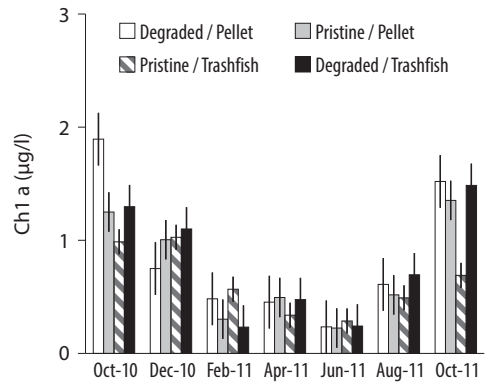 3
Degraded / Pellet
Pristine / Pellet
Pristine / Trashfish
Degraded / Trashfish
2
Ch1 a (µg/l)
1
0
Oct-10 Dec-10 Feb-11 Apr-11 Jun-11 Aug-11 Oct-11